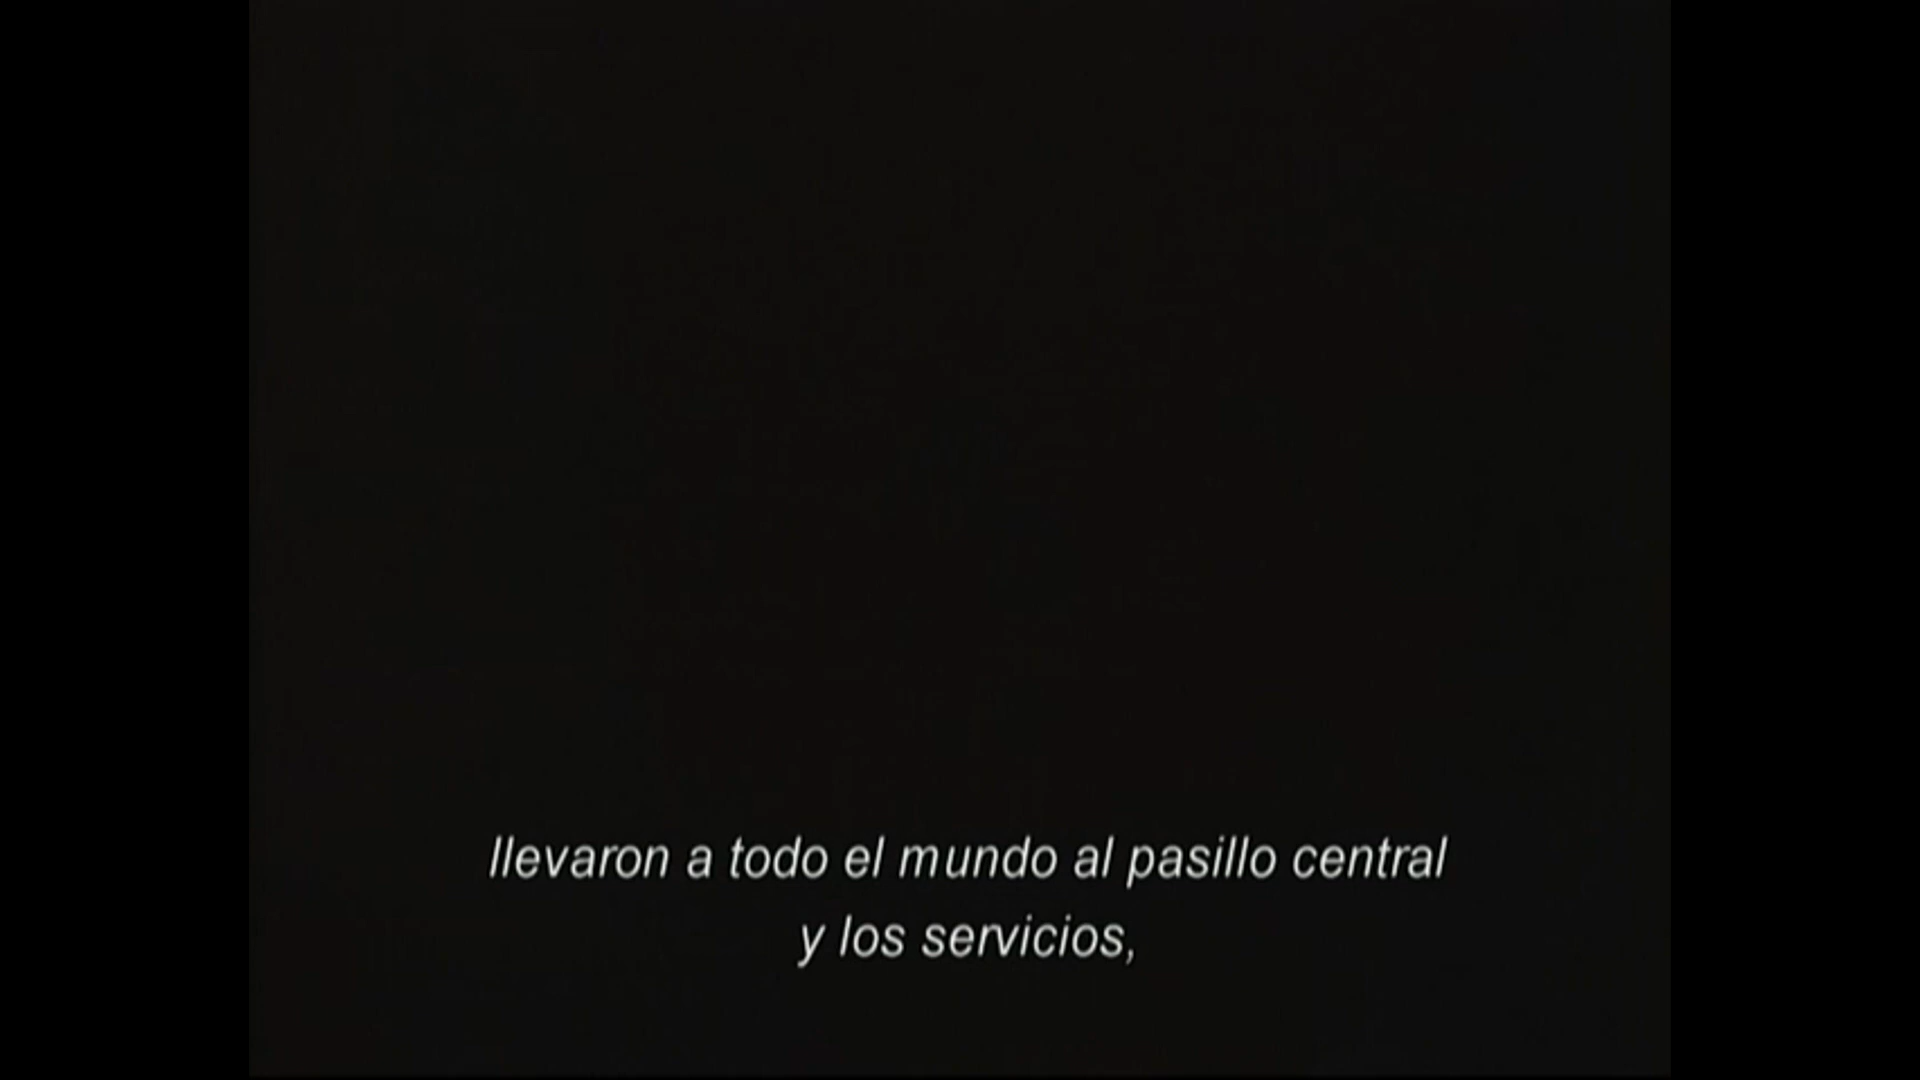 llevaron a todo el mundo al pasillo central
y los servicios,